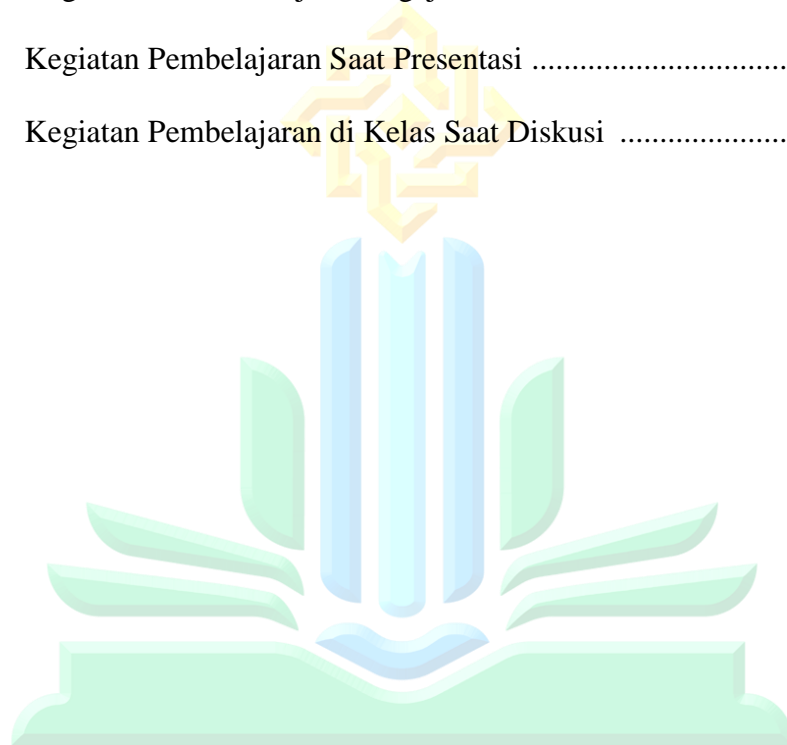 Kegiatan Pembelajaran Saat Presentasi ................................
Kegiatan Pembelajaran di Kelas Saat Diskusi .....................